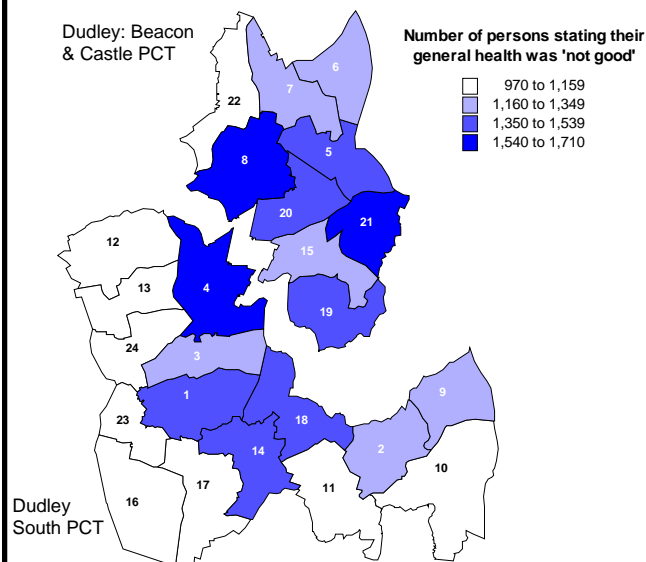 Dudley: Beacon
& Castle PCT
Number of persons stating their
general health was 'not good'
970 to 1,159
1,160 to 1,349
1,350 to 1,539
1,540 to 1,710
6
7
22
5
8
20
21
12
15
13
4
19
24
3
9
1
23
18
2
14
10
17
11
16
Dudley
South PCT